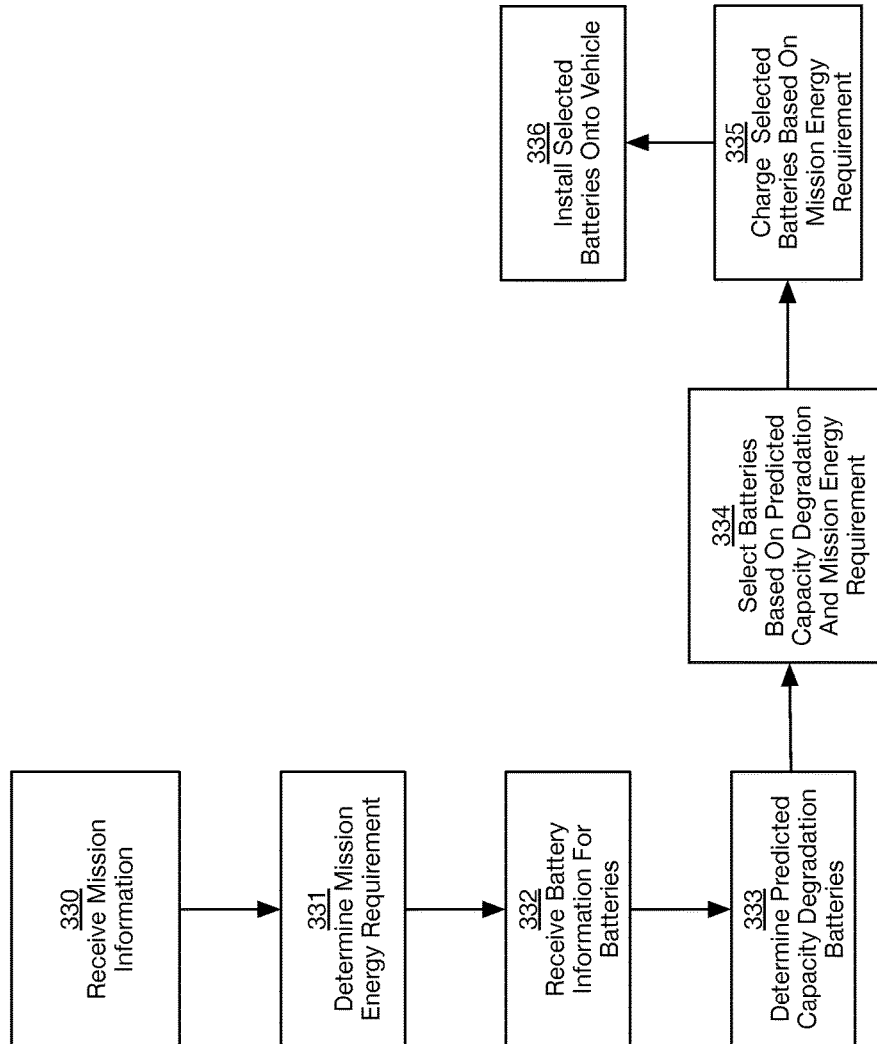 330
Receive Mission
Information
331
Determine Mission
Energy Requirement
332
Receive Battery
Information For
Batteries
333
Determine Predicted
Capacity Degradation
Batteries
334
Select Batteries
Based On Predicted
Capacity Degradation
And Mission Energy
Requirement
335
Charge Selected
Batteries Based On
Mission Energy
Requirement
336
Install Selected
Batteries Onto Vehicle